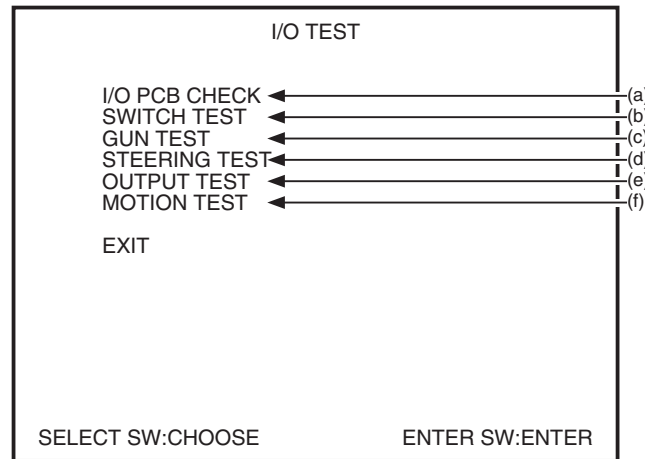 I/O TEST
I/O PCB CHECK (a)
SWITCH TEST (b)
GUN TEST (c)
STEERING TEST (d)
OUTPUT TEST (e)
MOTION TEST (f)
EXIT
SELECT SW:CHOOSE ENTER SW:ENTER